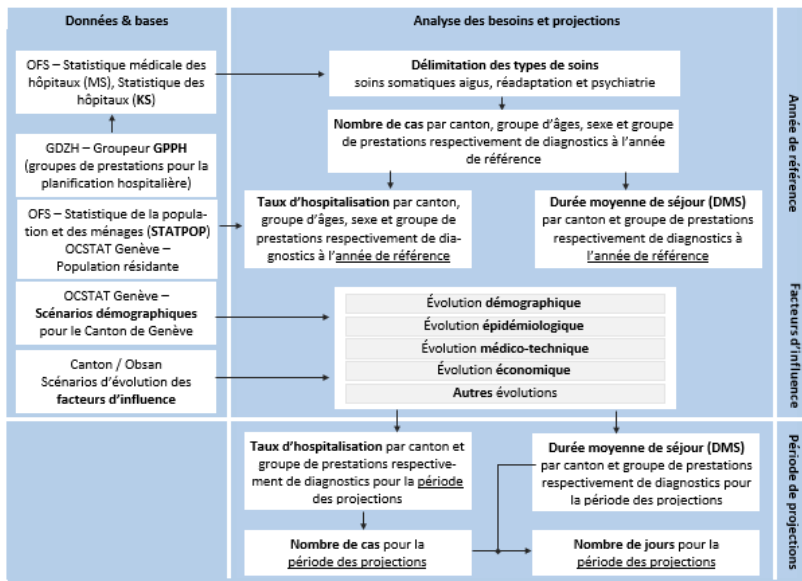 Données & bases
Analyse des besoins et projections
OFS – Statistique médicale des
hôpitaux (MS), Statistique des
hôpitaux (KS)
GDZH – Groupeur GPPH
(groupes de prestations pour la
planification hospitalière)
OFS – Statistique de la popula-
tion et des ménages (STATPOP)
OCSTAT Genève –
Population résidante
OCSTAT Genève –
Scénarios démographiques
pour le Canton de Genève
Canton / Obsan
Scénarios d'évolution des
facteurs d'influence
Délimitation des types de soins
soins somatiques aigus, réadaptation et psychiatrie
Nombre de cas par canton, groupe d'âges, sexe et groupe
de prestations respectivement de diagnostics à l'année
de référence
Taux d'hospitalisation par canton,
groupe d'âges, sexe et groupe de
prestations respectivement de dia-
gnostics à l'année de référence
Durée moyenne de séjour (DMS)
par canton et groupe de prestations
respectivement de diagnostics à
l'année de référence
Évolution démographique
Évolution épidémiologique
Évolution médico-technique
Évolution économique
Autres évolutions
Taux d'hospitalisation par canton et
groupe de prestations respective-
ment de diagnostics pour la période
des projections
Durée moyenne de séjour (DMS)
par canton et groupe de prestations
respectivement de diagnostics pour
la période des projections
Nombre de cas pour la
période des projections
Nombre de jours pour la
période des projections
Année de référence
Facteurs d'influence
Période de projections